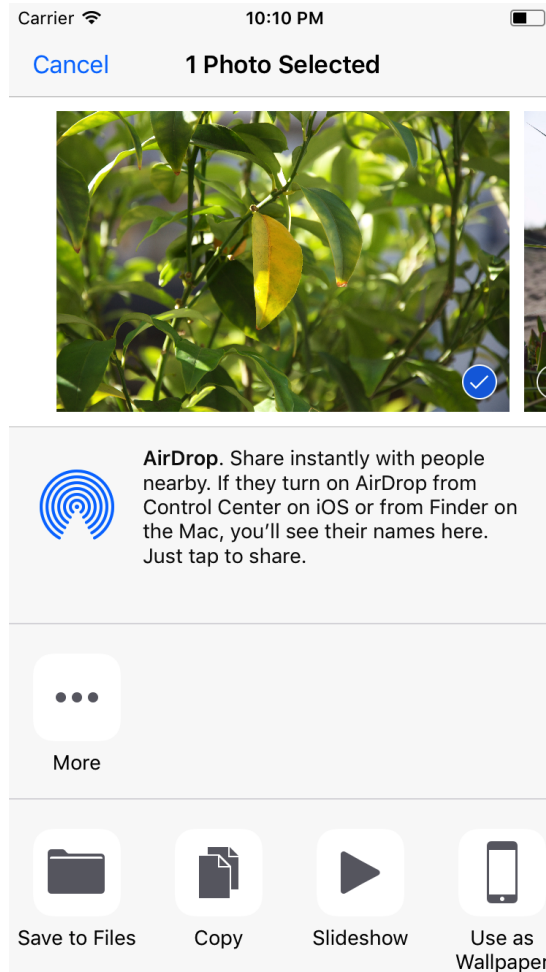 Carrier 10:10 PM
Cancel 1 Photo Selected
AirDrop. Share instantly with people
nearby. If they turn on AirDrop from
Control Center on iOS or from Finder on
the Mac, you’ll see their names here.
Just tap to share.
More
Save to Files Copy Slideshow Use as
Wallpaper